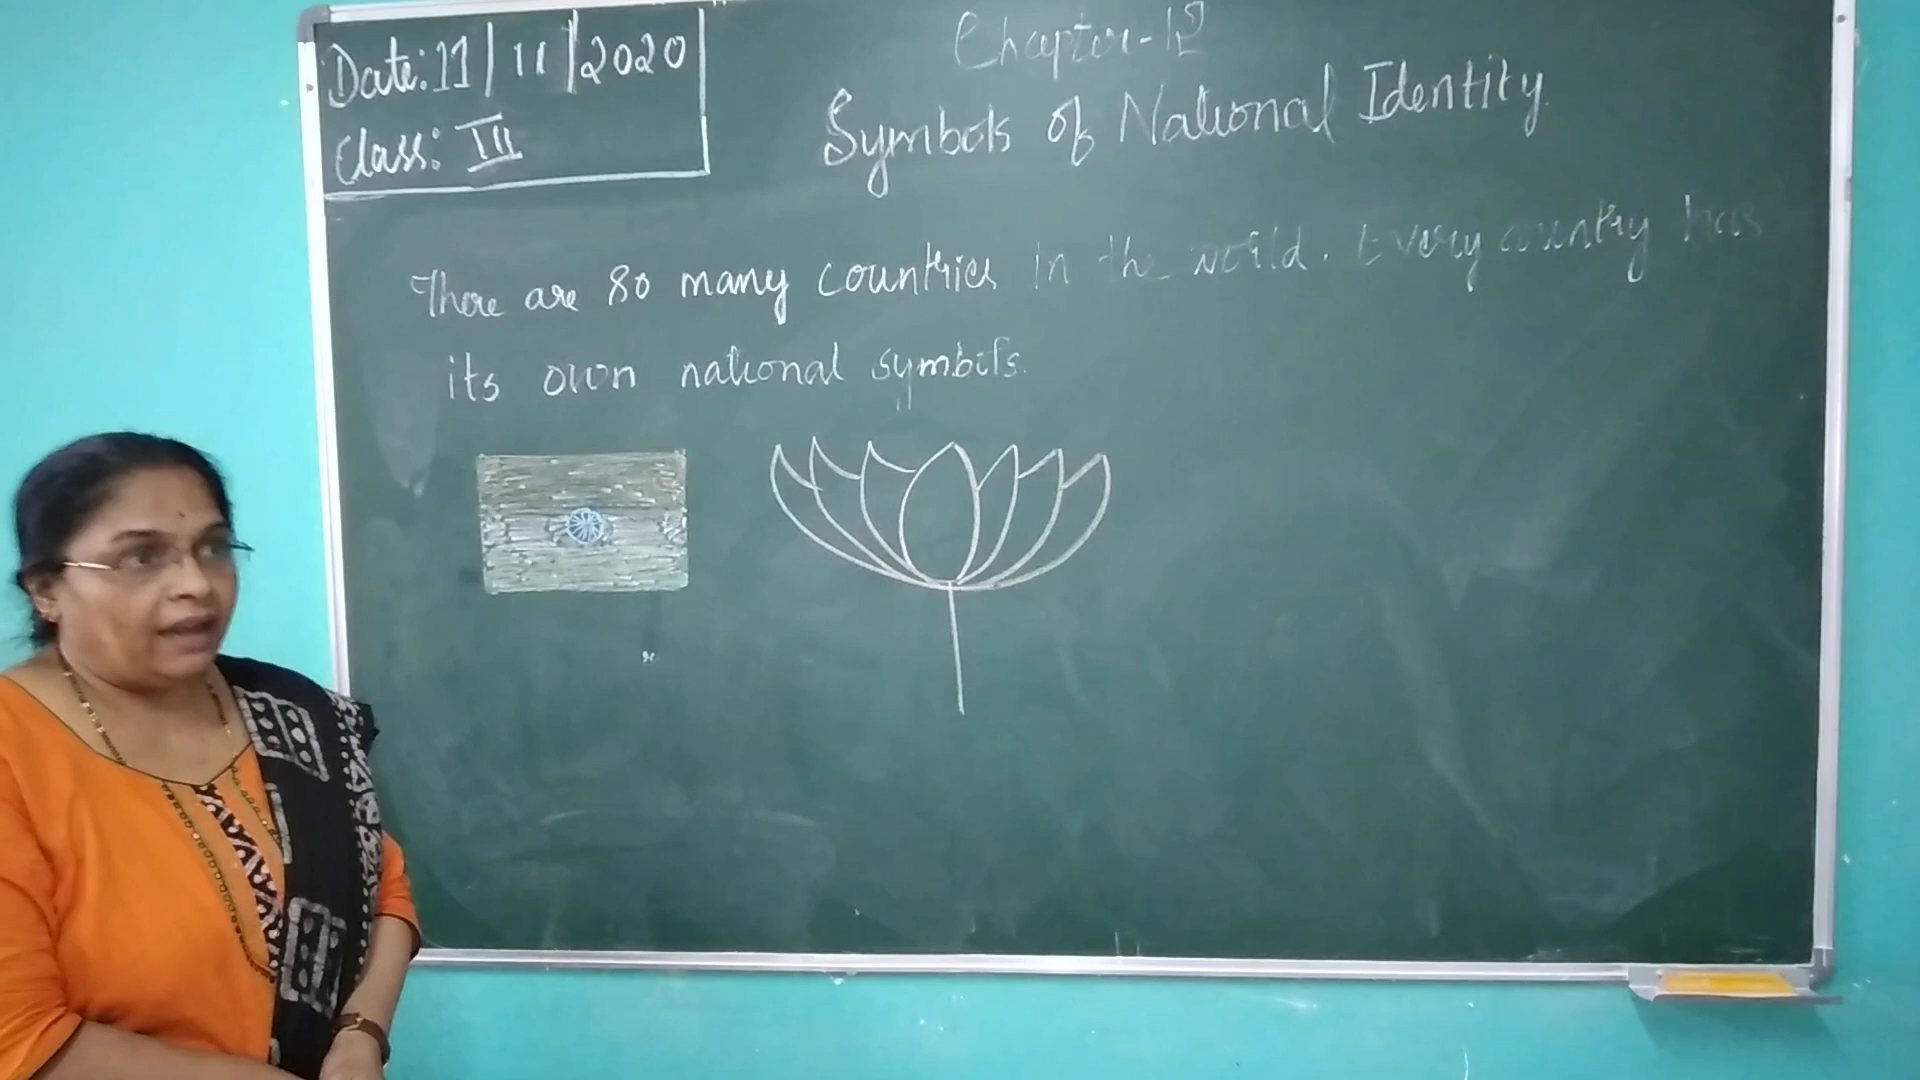 Date: 11/11/2020
Class: III
Chapter-12
Symbols of National Identity
There are so many countries in the world. Every country has
its own national symbols.